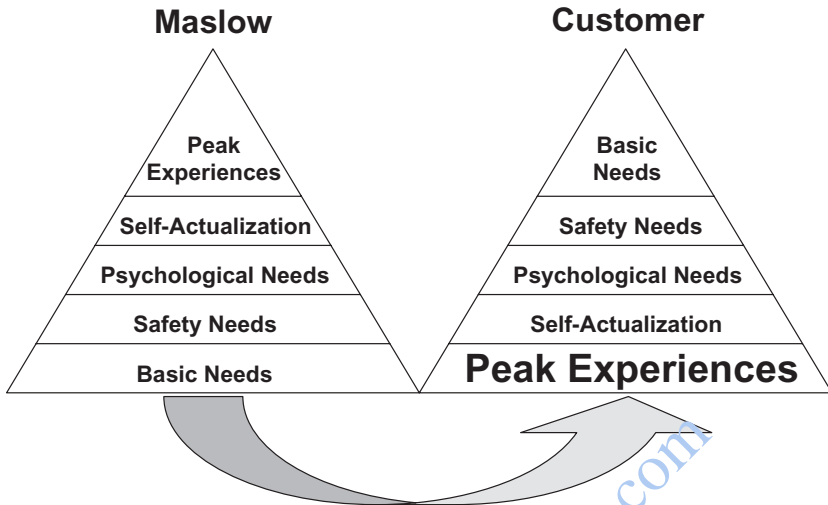 Maslow
Peak
Experiences
Self-Actualization
Psychological Needs
Safety Needs
Basic Needs
Customer
Basic
Needs
Safety Needs
Psychological Needs
Self-Actualization
Peak Experiences
com